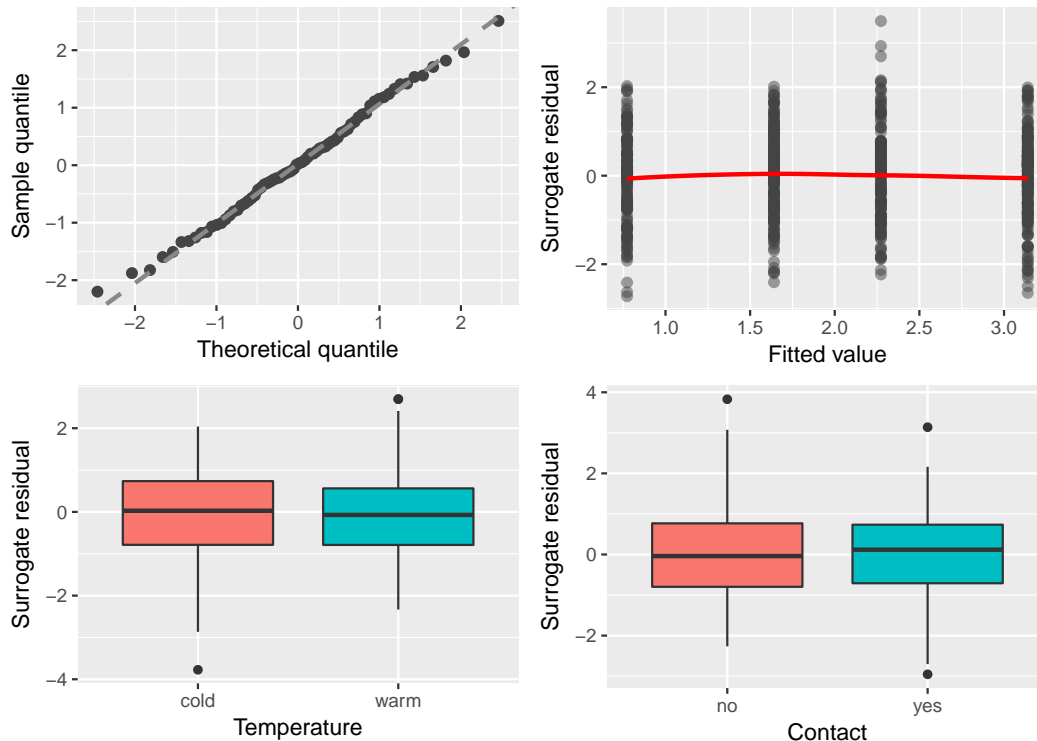 Sample quantile
2
1
0
−1
−2
−2
−1
0
1
2
Theoretical quantile
Surrogate residual
2
0
−2
1.0
1.5
2.0
2.5
3.0
Fitted value
Surrogate residual
2
0
−2
−4
cold
warm
Temperature
Surrogate residual
4
2
0
−2
no
yes
Contact